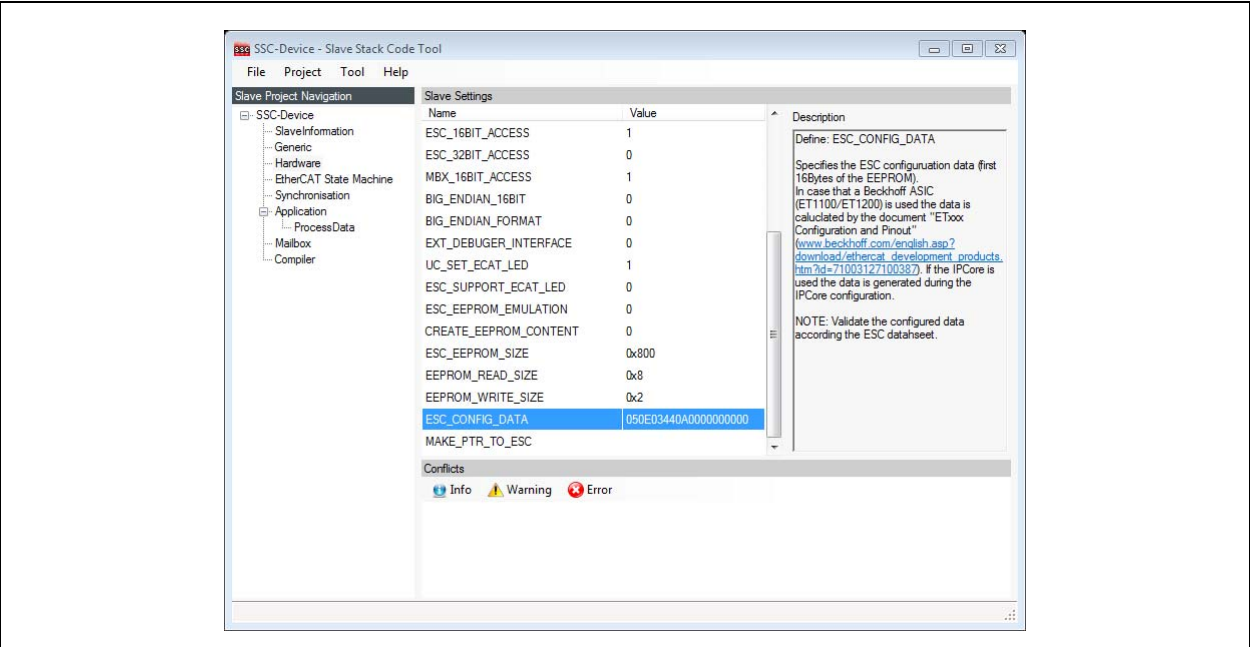 SSC SSC-Device - Slave Stack Code Tool
File Project Tool Help
Slave Project Navigation
SSC-Device
SlaveInformation
Generic
Hardware
EtherCAT State Machine
Synchronisation
Application
ProcessData
Mailbox
Compiler
Slave Settings
Name Value
ESC_16BIT_ACCESS 1
ESC_32BIT_ACCESS 0
MBX_16BIT_ACCESS 1
BIG_ENDIAN_16BIT 0
BIG_ENDIAN_FORMAT 0
EXT_DEBUGER_INTERFACE 0
UC_SET_ECAT_LED 1
ESC_SUPPORT_ECAT_LED 0
ESC_EEPROM_EMULATION 0
CREATE_EEPROM_CONTENT 0
ESC_EEPROM_SIZE 0x800
EEPROM_READ_SIZE 0x8
EEPROM_WRITE_SIZE 0x2
ESC_CONFIG_DATA 050E03440A0000000000
MAKE_PTR_TO_ESC
Description
Define: ESC_CONFIG_DATA
Specifies the ESC configuruation data (first
16Bytes of the EEPROM).
In case that a Beckhoff ASIC
(ET1100/ET1200) is used the data is
caluclated by the document "ETxxx
Configuration and Pinout"
(www.beckhoff.com/english.asp?
download/ethercat_development_products.
htm?id=71003127100387). If the IPCore is
used the data is generated during the
IPCore configuration.
NOTE: Validate the configured data
according the ESC datahseet.
Conflicts
Info Warning Error